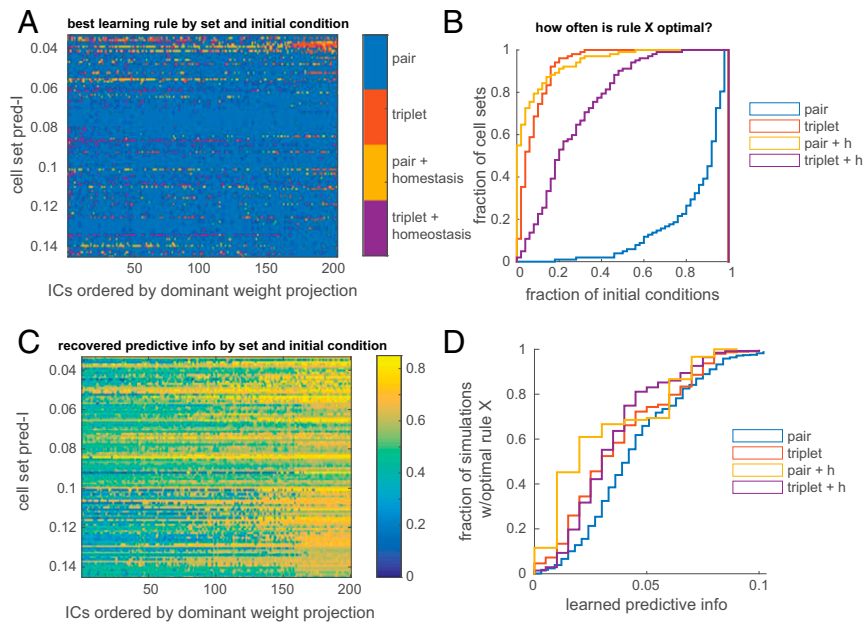 A
best learning rule by set and initial condition
cell set pred-I
0.04
0.06
0.08
0.1
0.12
0.14
50
100
150
200
ICs ordered by dominant weight projection
pair
triplet
pair +
homestasis
triplet +
homeostasis
B
how often is rule X optimal?
fraction of cell sets
1
0.8
0.6
0.4
0.2
0
0
0.2
0.4
0.6
0.8
1
fraction of initial conditions
pair
triplet
pair + h
triplet + h
C
recovered predictive info by set and initial condition
cell set pred-I
0.04
0.06
0.08
0.1
0.12
0.14
50
100
150
200
ICs ordered by dominant weight projection
0.8
0.6
0.4
0.2
0
D
fraction of simulations
w/optimal rule X
1
0.8
0.6
0.4
0.2
0
0
0.05
0.1
learned predictive info
pair
triplet
pair + h
triplet + h